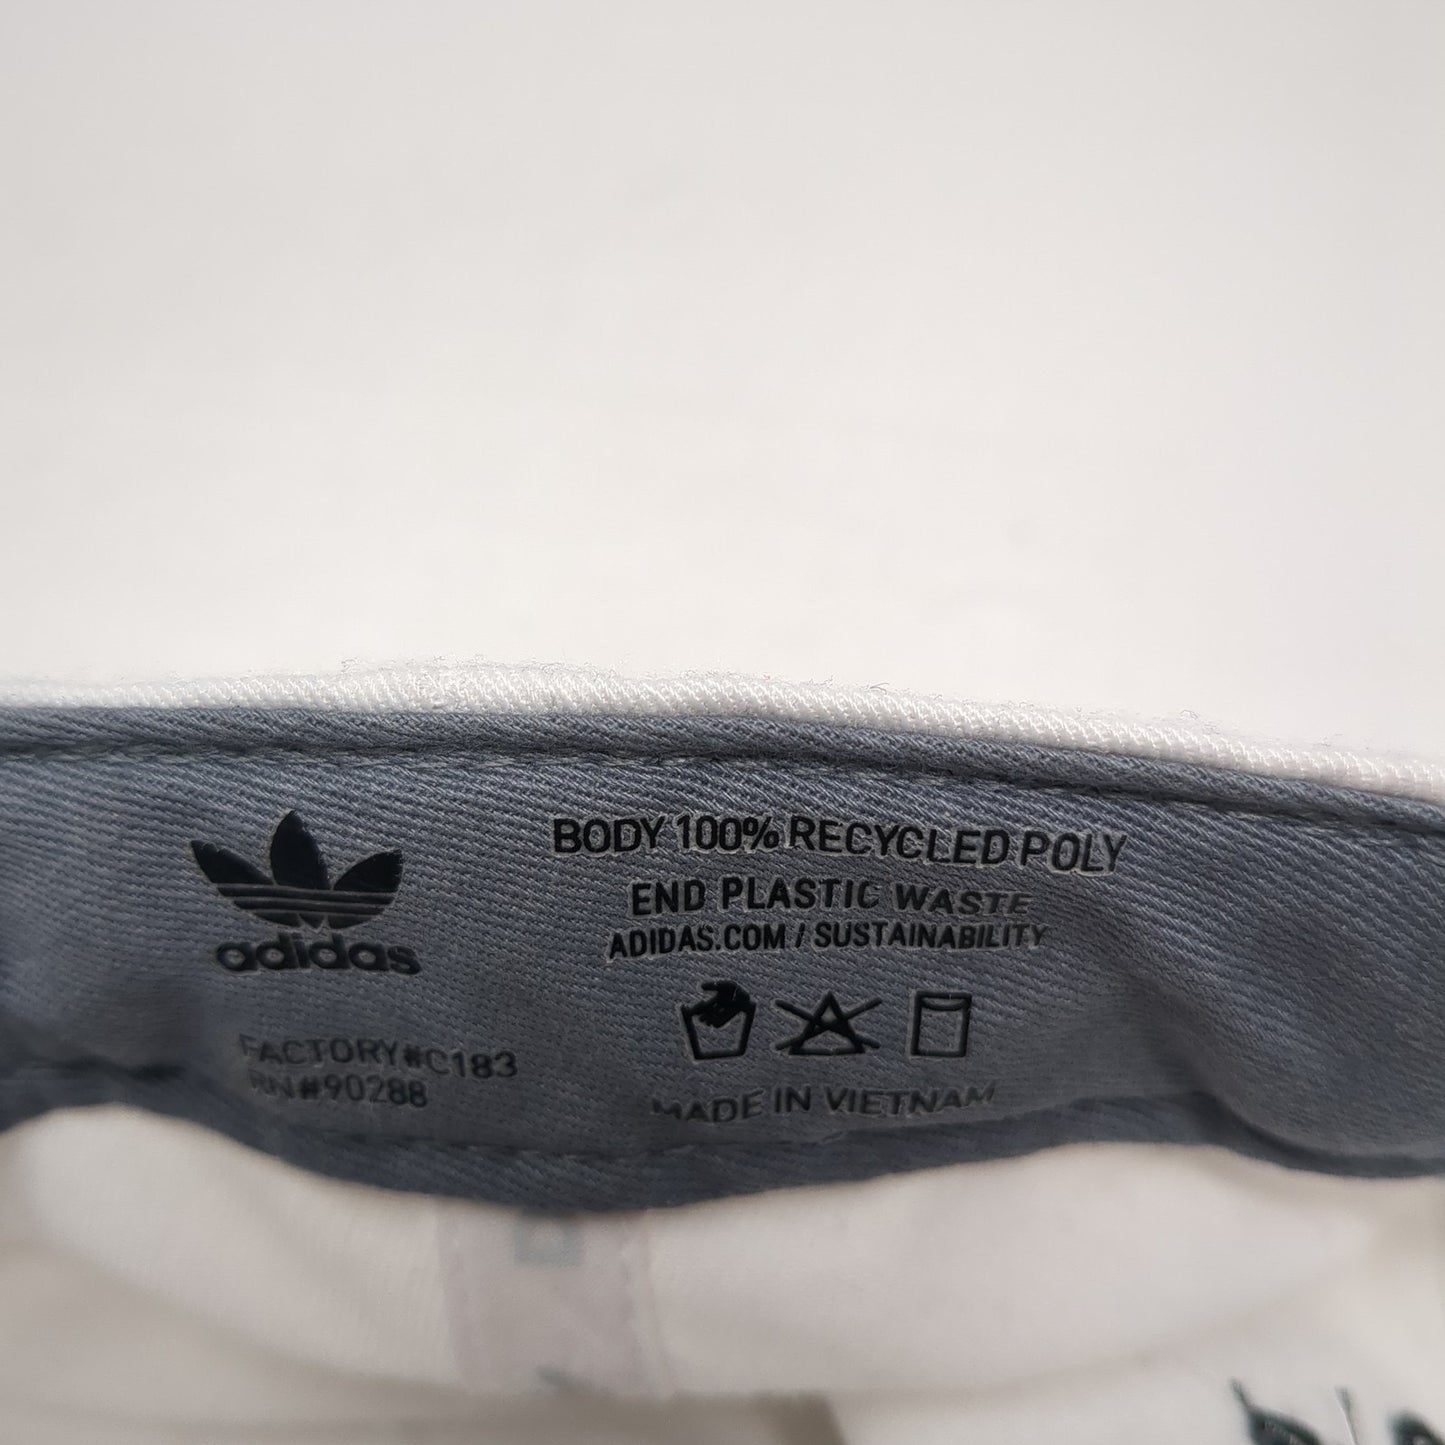 adidas
FACTORY#C183
RN#90288
BODY 100% RECYCLED POLY
END PLASTIC WASTE
ADIDAS.COM / SUSTAINABILITY
MADE IN VIETNAM